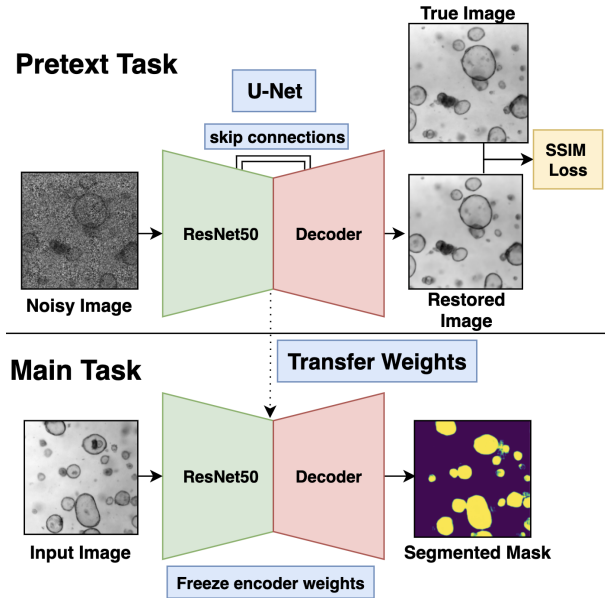 True Image
Pretext Task
U-Net
skip connections
SSIM
Loss
ResNet50
Decoder
Noisy Image
Restored
Image
Transfer Weights
Main Task
ResNet50
Decoder
Input Image
Segmented Mask
Freeze encoder weights